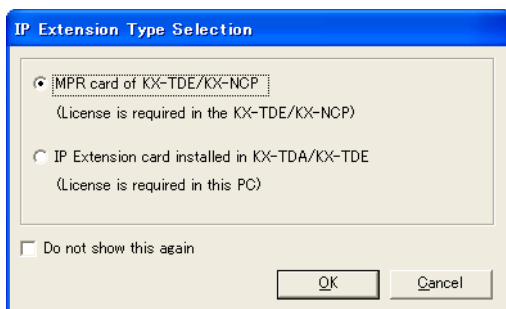 IP Extension Type Selection
MPR card of KX-TDE/KX-NCP
(License is required in the KX-TDE/KX-NCP)
IP Extension card installed in KX-TDA/KX-TDE
(License is required in this PC)
Do not show this again
OK Cancel